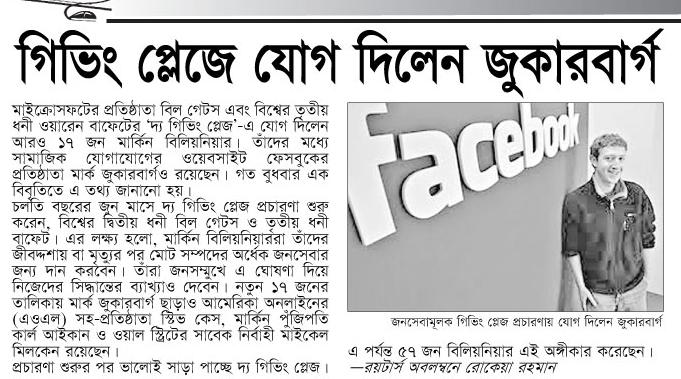 গিভিং প্লেজে যোগ দিলেন জুকারবার্গ
মাইক্রোসফটের প্রতিষ্ঠাতা বিল গেটস এবং বিশ্বের তৃতীয়
ধনী ওয়ারেন বাফেটের ‘দ্য গিভিং প্লেজ’-এ যোগ দিলেন
আরও ১৭ জন মার্কিন বিলিয়নিয়ার। তাঁদের মধ্যে
সামাজিক যোগাযোগের ওয়েবসাইট ফেসবুকের
প্রতিষ্ঠাতা মার্ক জুকারবার্গও রয়েছেন। গত বুধবার এক
বিবৃতিতে এ তথ্য জানানো হয়।
চলতি বছরের জুন মাসে দ্য গিভিং প্লেজ প্রচারণা শুরু
করেন, বিশ্বের দ্বিতীয় ধনী বিল গেটস ও তৃতীয় ধনী
বাফেট। এর লক্ষ্য হলো, মার্কিন বিলিয়নিয়াররা তাঁদের
জীবদ্দশায় বা মৃত্যুর পর মোট সম্পদের অর্ধেক জনসেবার
জন্য দান করবেন। তাঁরা জনসম্মুখে এ ঘোষণা দিয়ে
নিজেদের সিদ্ধান্তের ব্যাখ্যাও দেবেন। নতুন ১৭ জনের
তালিকায় মার্ক জুকারবার্গ ছাড়াও আমেরিকা অনলাইনের
(এওএল) সহ-প্রতিষ্ঠাতা স্টিভ কেস, মার্কিন পুঁজিপতি
কার্ল আইকান ও ওয়াল স্ট্রিটের সাবেক নির্বাহী মাইকেল
মিলকেন রয়েছেন।
প্রচারণা শুরুর পর ভালোই সাড়া পাচ্ছে দ্য গিভিং প্লেজ।
facebook
জনসেবামূলক গিভিং প্লেজ প্রচারণায় যোগ দিলেন জুকারবার্গ
এ পর্যন্ত ৫৭ জন বিলিয়নিয়ার এই অঙ্গীকার করেছেন।
—রয়টার্স অবলম্বনে রোকেয়া রহমান